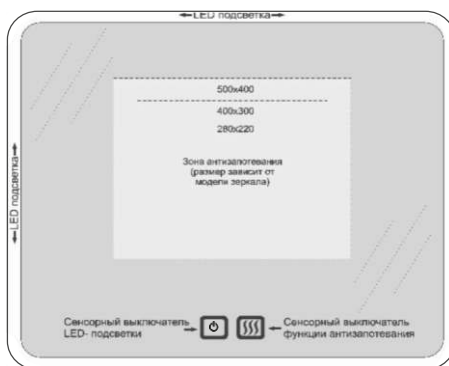 LED подсветка
500x400
400x300
280x220
Зона антизапотевания
(размер зависит от
модели зеркала)
LED подсветка
Сенсорный выключатель
LED- подсветки
Сенсорный выключатель
функции антизапотевания